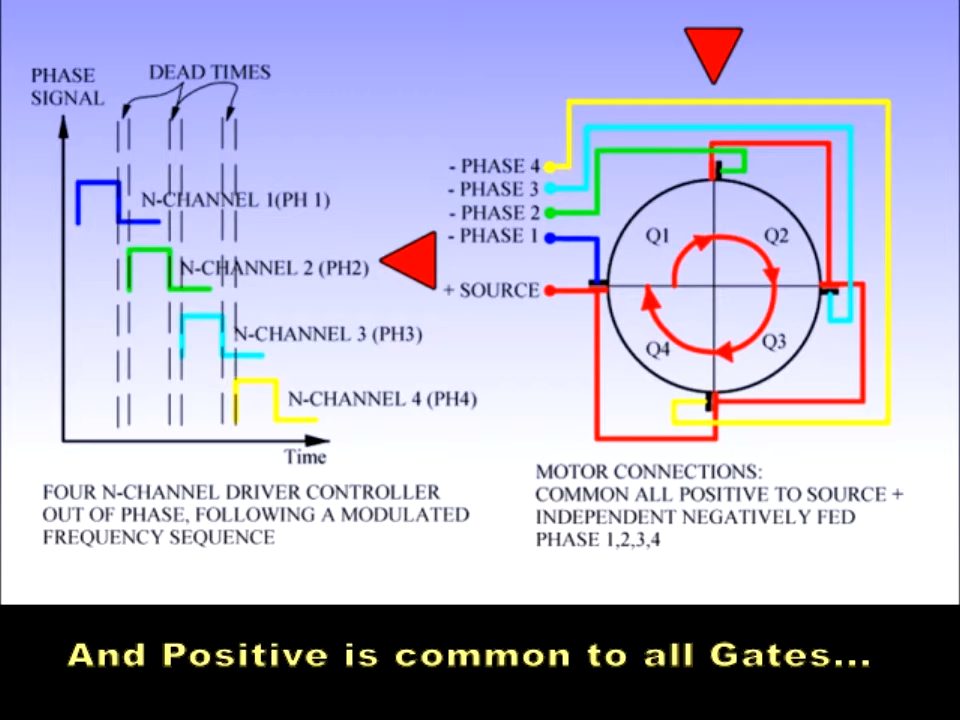 PHASE
SIGNAL
DEAD TIMES
N-CHANNEL 1(PH 1)
N-CHANNEL 2 (PH2)
N-CHANNEL 3 (PH3)
N-CHANNEL 4 (PH4)
Time
FOUR N-CHANNEL DRIVER CONTROLLER
OUT OF PHASE, FOLLOWING A MODULATED
FREQUENCY SEQUENCE
- PHASE 4
- PHASE 3
- PHASE 2
- PHASE 1
+ SOURCE
Q1
Q2
Q4
Q3
MOTOR CONNECTIONS:
COMMON ALL POSITIVE TO SOURCE +
INDEPENDENT NEGATIVELY FED
PHASE 1,2,3,4
And Positive is common to all Gates...